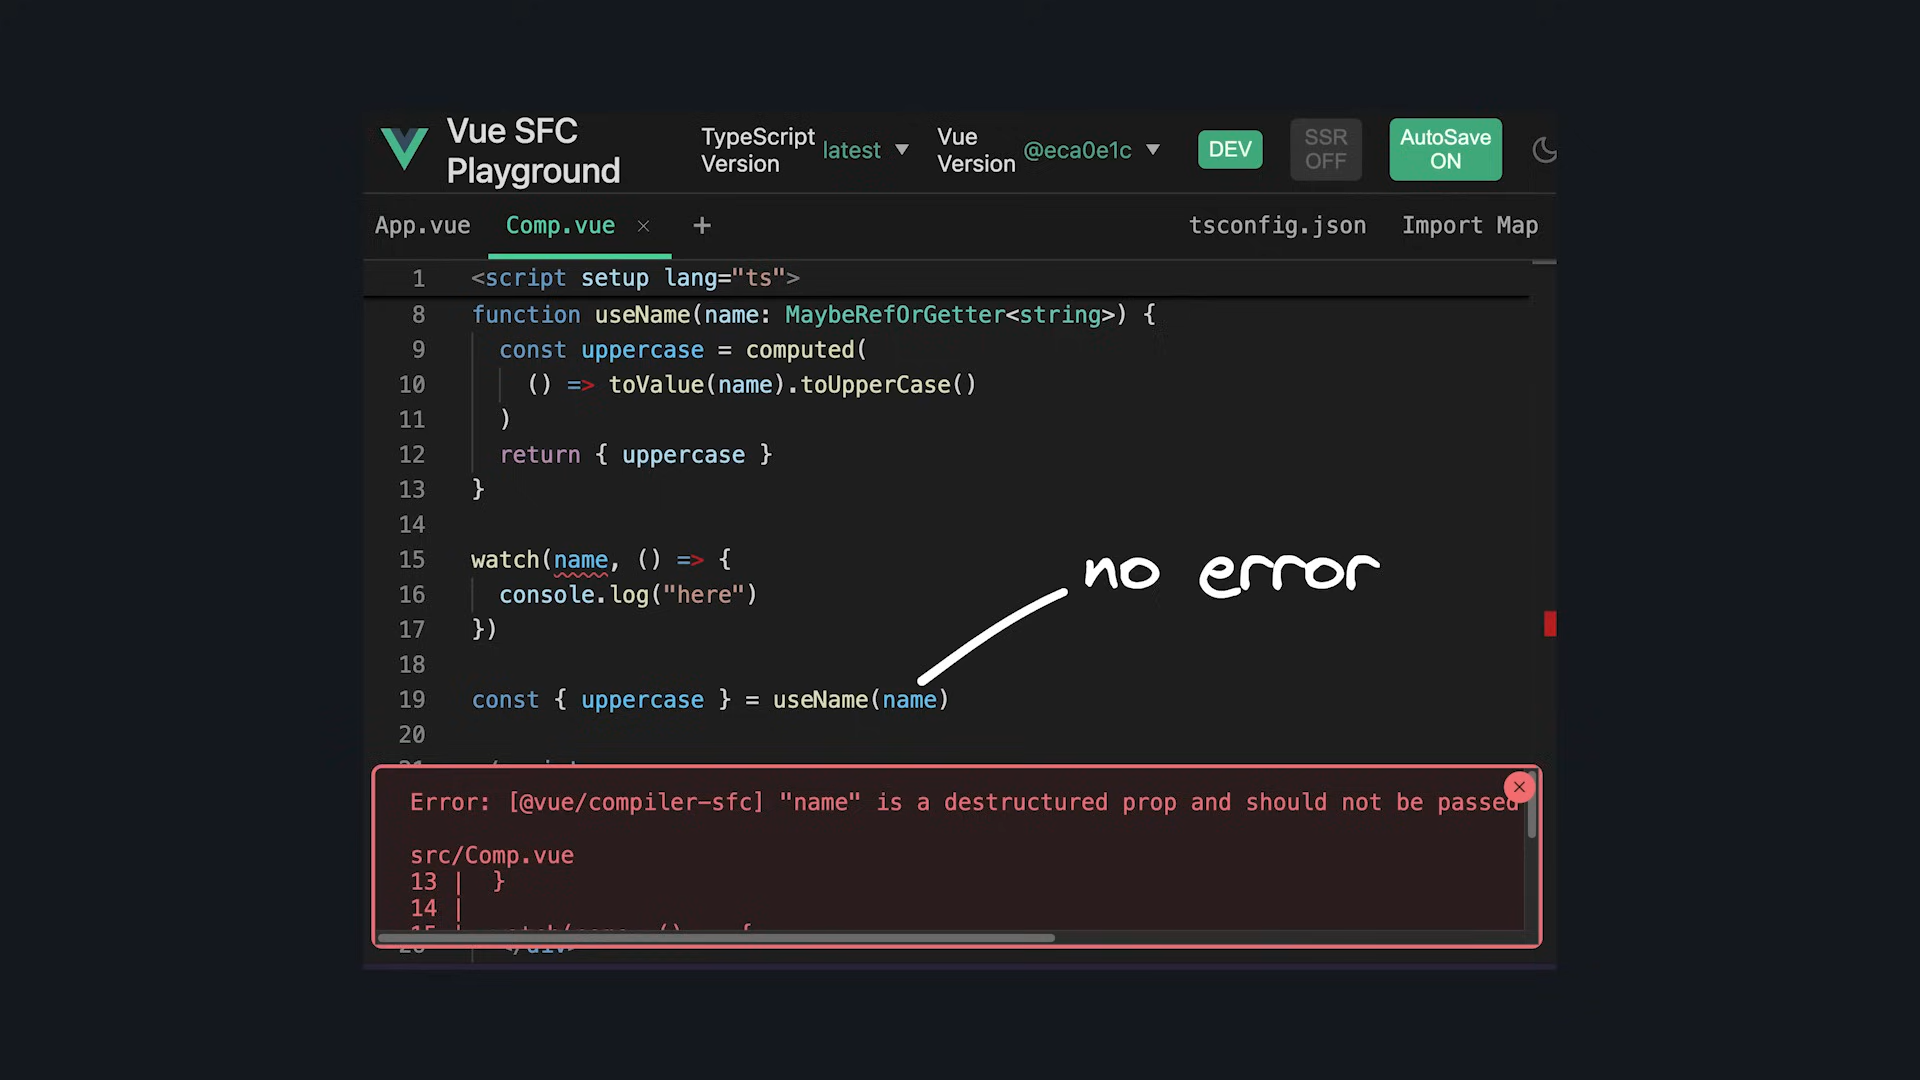 Vue SFC Playground
TypeScript Version latest
Vue Version @eca0e1c
DEV
SSR OFF
AutoSave ON
App.vue Comp.vue × + tsconfig.json Import Map
1 <script setup lang="ts">
8 function useName(name: MaybeRefOrGetter<string>) {
9 const uppercase = computed(
10 () => toValue(name).toUpperCase()
11 )
12 return { uppercase }
13 }
14
15 watch(name, () => {
16 console.log("here")
17 })
18
19 const { uppercase } = useName(name)
20
no error
Error: [@vue/compiler-sfc] "name" is a destructured prop and should not be passed
src/Comp.vue
13 | }
14 |